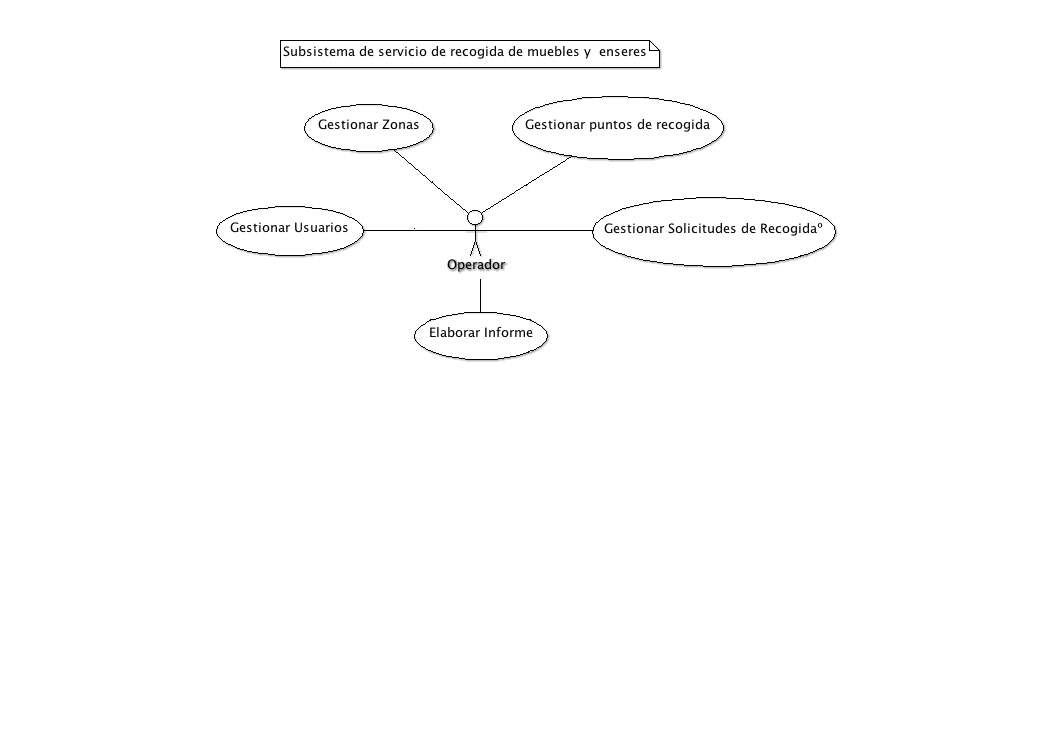 Subsistema de servicio de recogida de muebles y  enseres
Gestionar Zonas
Gestionar puntos de recogida
Gestionar Usuarios
Gestionar Solicitudes de Recogidaº
Operador
Elaborar Informe